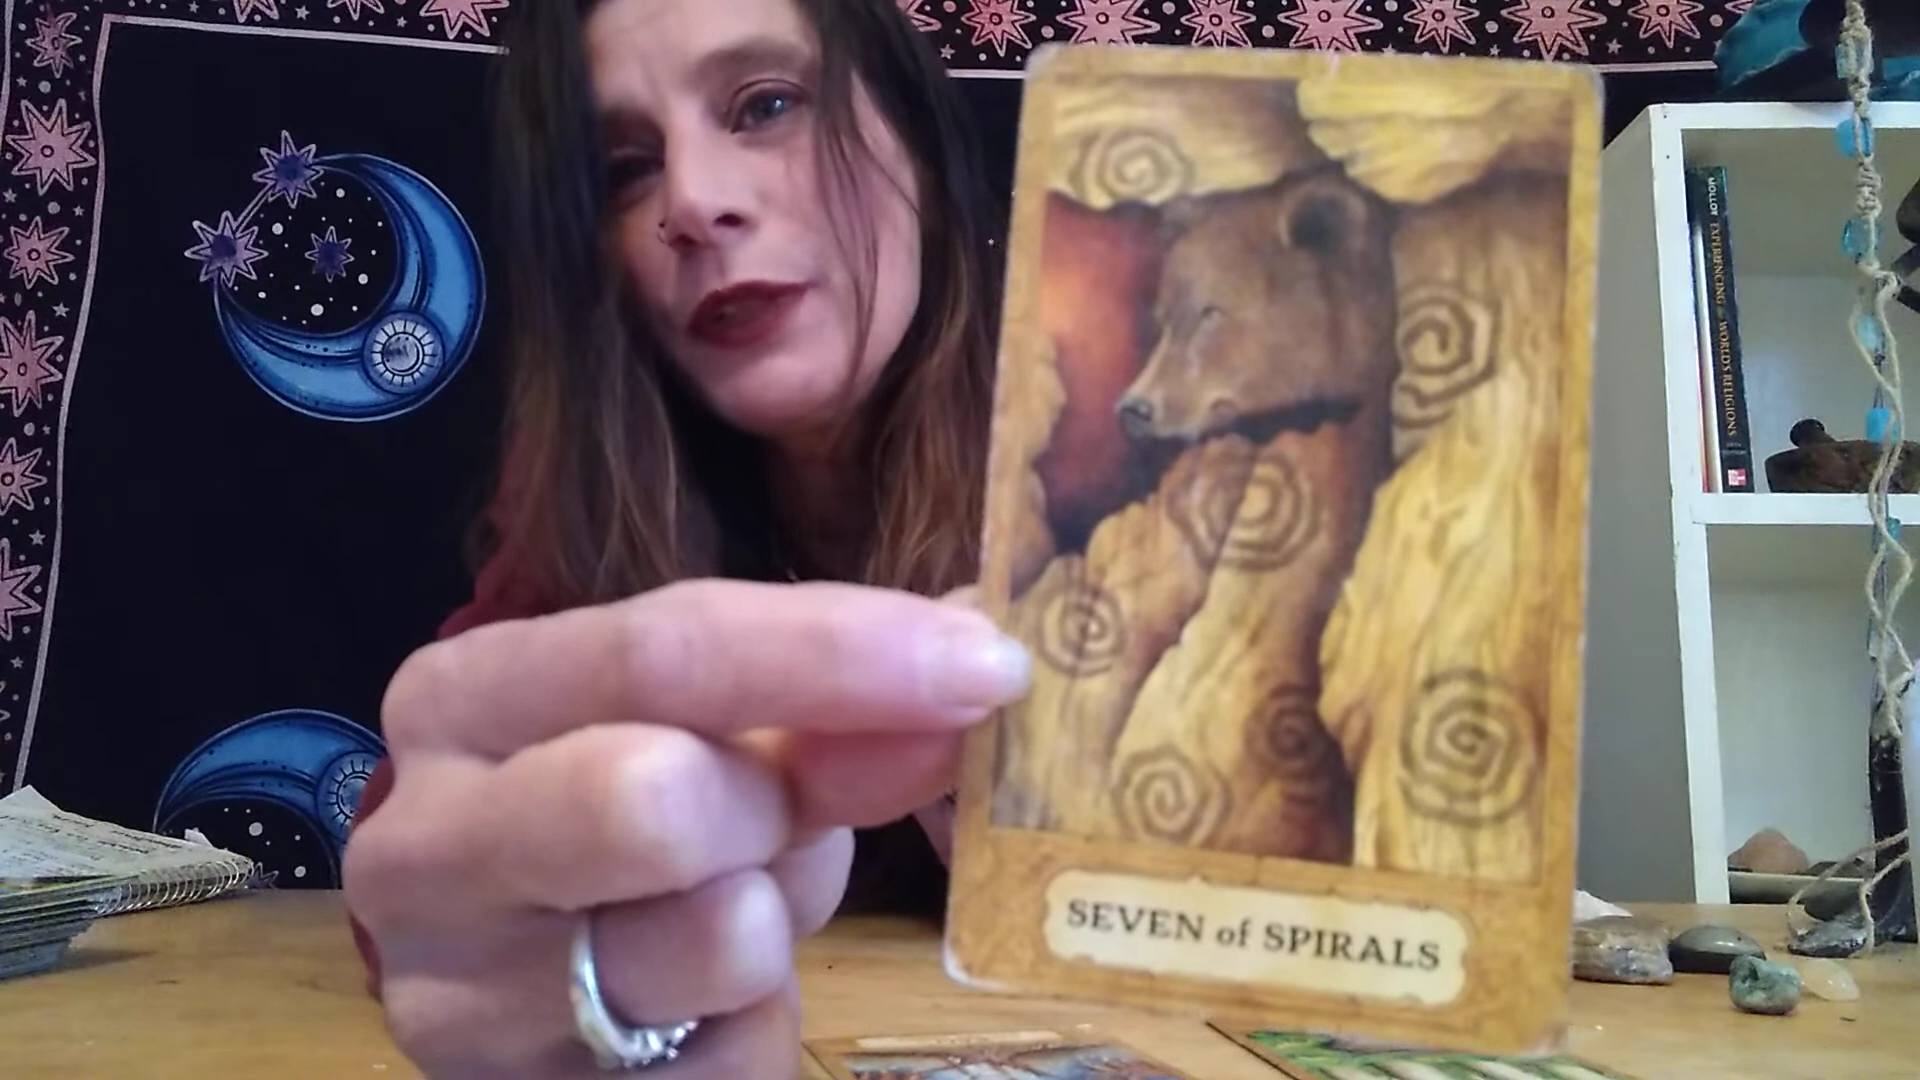 MOLLOY EXPERIENCING the WORLD'S RELIGIONS
SEVEN of SPIRALS